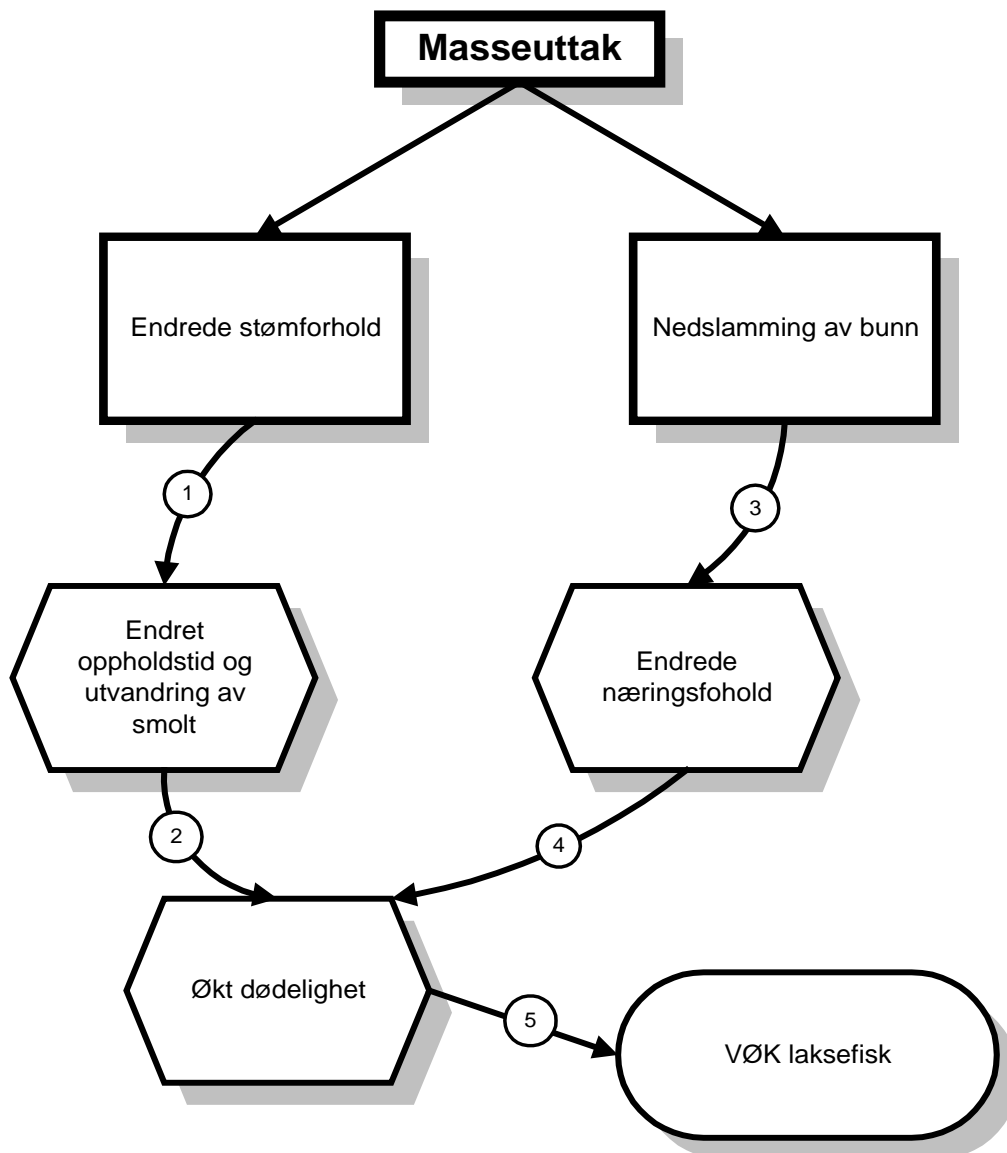 Masseuttak
Endrede stømforhold
Nedslamming av bunn
1
3
Endret
oppholdstid og
utvandring av
smolt
Endrede
næringsfohold
2
4
Økt dødelighet
5
VØK laksefisk